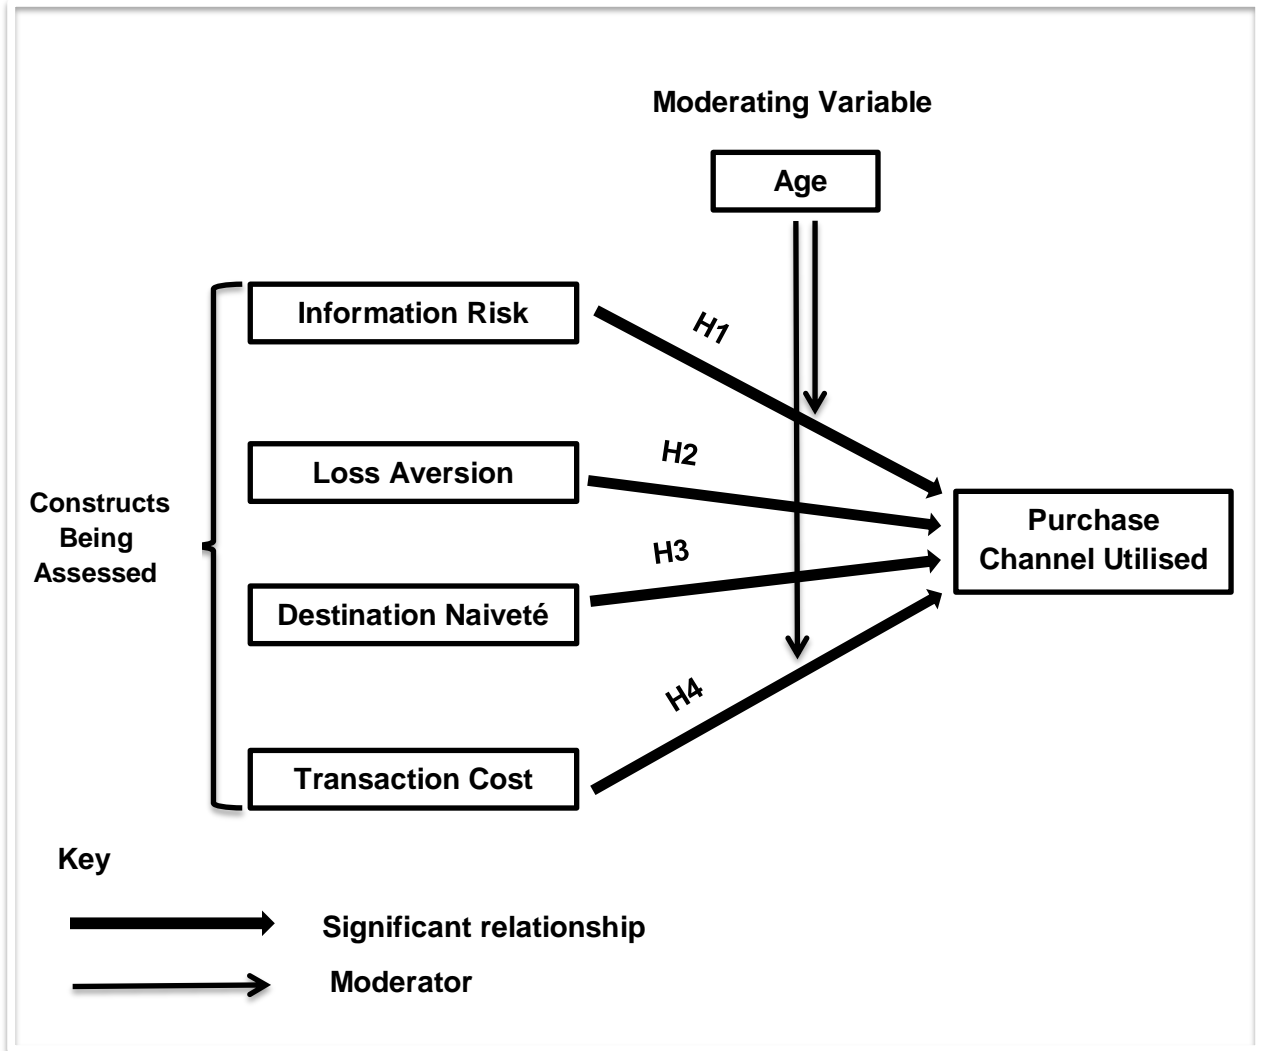 Moderating Variable
Age
Information Risk
H1
Loss Aversion
H2
Constructs
Being
Assessed
Purchase
Channel Utilised
H3
Destination Naiveté
H4
Transaction Cost
Key
Significant relationship
Moderator